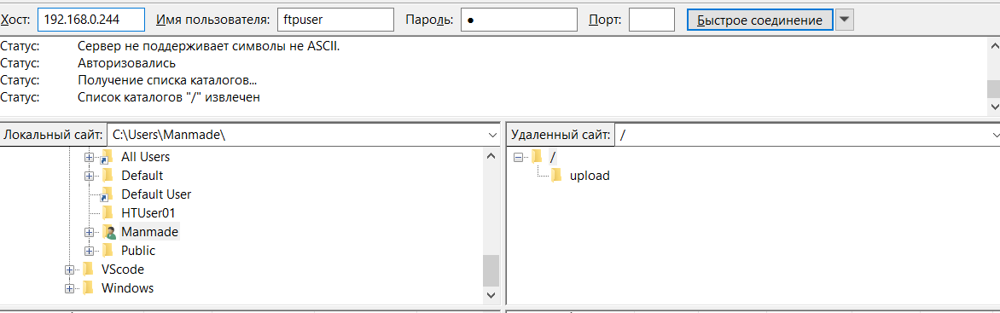 Хост: 192.168.0.244 Имя пользователя: ftpuser Пароль: ● Порт: Быстрое соединение
Статус: Сервер не поддерживает символы не ASCII.
Статус: Авторизовались
Статус: Получение списка каталогов...
Статус: Список каталогов "/" извлечен
Локальный сайт: C:\Users\Manmade\
All Users
Default
Default User
HTUser01
Manmade
Public
VScode
Windows
Удаленный сайт: /
/
upload